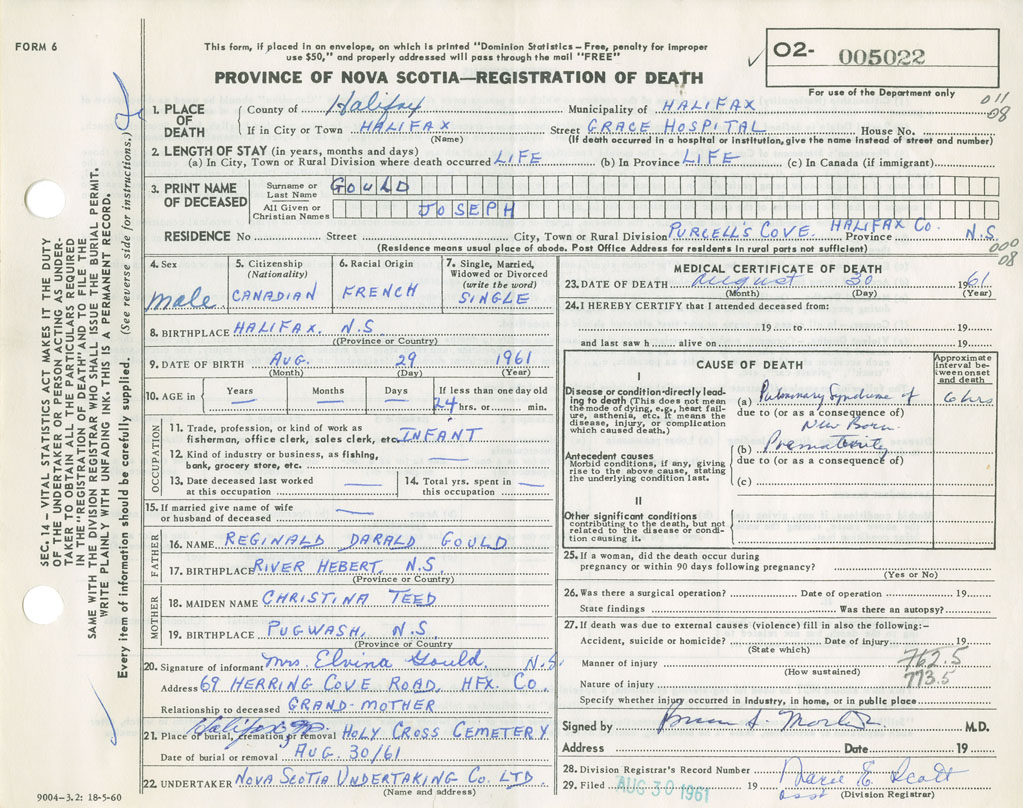 FORM 6
This form, if placed in an envelope, on which is printed "Dominion Statistics – Free, penalty for improper
use $50," and properly addressed will pass through the mail "FREE"
PROVINCE OF NOVA SCOTIA—REGISTRATION OF DEATH
02- 005022
For use of the Department only
011
08
SEC. 14 – VITAL STATISTICS ACT MAKES IT THE DUTY
OF THE UNDERTAKER OR PERSON ACTING AS UNDER-
TAKER TO OBTAIN ALL THE PARTICULARS REQUIRED
IN THE "REGISTRATION OF DEATH" AND TO FILE THE
SAME WITH THE DIVISION REGISTRAR WHO SHALL ISSUE THE BURIAL PERMIT.
WRITE PLAINLY WITH UNFADING INK. THIS IS A PERMANENT RECORD.
Every item of information should be carefully supplied. (See reverse side for instructions.)
1. PLACE OF DEATH
County of Halifax Municipality of HALIFAX
If in City or Town HALIFAX Street GRACE HOSPITAL House No.
(Name) (If death occurred in a hospital or institution, give the name instead of street and number)
2. LENGTH OF STAY (in years, months and days)
(a) In City, Town or Rural Division where death occurred LIFE (b) In Province LIFE (c) In Canada (if immigrant)
3. PRINT NAME OF DECEASED
Surname or Last Name GOULD
All Given or Christian Names JOSEPH
RESIDENCE No Street City, Town or Rural Division PURCELL'S COVE. HALIFAX CO. Province N.S.
(Residence means usual place of abode. Post Office Address for residents in rural parts not sufficient)
000
08
4. Sex male
5. Citizenship (Nationality) CANADIAN
6. Racial Origin FRENCH
7. Single, Married, Widowed or Divorced (write the word) SINGLE
8. BIRTHPLACE HALIFAX, N.S.
(Province or Country)
9. DATE OF BIRTH AUG. 29 1961
(Month) (Day) (Year)
10. AGE in Years — Months — Days — If less than one day old 24 hrs. or min.
OCCUPATION
11. Trade, profession, or kind of work as
fisherman, office clerk, sales clerk, etc. INFANT
12. Kind of industry or business, as fishing,
bank, grocery store, etc. —
13. Date deceased last worked
at this occupation —
14. Total yrs. spent in
this occupation —
15. If married give name of wife
or husband of deceased —
FATHER
16. NAME REGINALD DARALD GOULD
17. BIRTHPLACE RIVER HEBERT, N.S.
(Province or Country)
MOTHER
18. MAIDEN NAME CHRISTINA TEED
19. BIRTHPLACE PUGWASH, N.S.
(Province or Country
20. Signature of informant Mrs. Elvina Gould, N.S.
Address 69 HERRING COVE ROAD, HFX. CO.
Relationship to deceased GRAND-MOTHER
Halifax
21. Place of burial, cremation or removal HOLY CROSS CEMETERY
Date of burial or removal AUG. 30/61
22. UNDERTAKER NOVA SCOTIA UNDERTAKING CO. LTD.
(Name and address)
9004–3.2: 18-5-60
MEDICAL CERTIFICATE OF DEATH
23. DATE OF DEATH august 30 1961
(Month) (Day) (Year)
24. I HEREBY CERTIFY that I attended deceased from:
19 to 19
and last saw h alive on 19
CAUSE OF DEATH
Approximate interval between onset and death
I
Disease or condition directly lead-
ing to death (This does not mean
the mode of dying, e.g., heart fail-
ure, asthenia, etc. It means the
disease, injury, or complication
which caused death.)
(a) Pulmonary Syndrome of 6 hrs
due to (or as a consequence of)
New Born.
(b) Prematurity
due to (or as a consequence of)
(c)
Antecedent causes
Morbid conditions, if any, giving
rise to the above cause, stating
the underlying condition last.
II
Other significant conditions
contributing to the death, but not
related to the disease or condi-
tion causing it.
25. If a woman, did the death occur during
pregnancy or within 90 days following pregnancy?
(Yes or No)
26. Was there a surgical operation? Date of operation 19
State findings Was there an autopsy?
27. If death was due to external causes (violence) fill in also the following:–
Accident, suicide or homicide? Date of injury 19
(State which)
Manner of injury 762.5
(How sustained)
773.5
Nature of injury
Specify whether injury occurred in industry, in home, or in public place
Signed by M.D.
Address Date 19
28. Division Registrar's Record Number
29. Filed AUG 30 1961 19 Marie E. Scott
asst (Division Registrar)